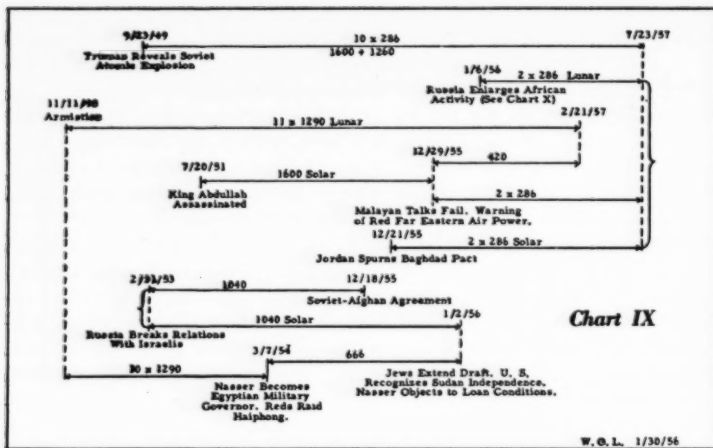 9/23/49
10 x 286
7/23/57
Truman Reveals Soviet
Atomic Explosion
1600 + 1260
1/6/56
2 x 286 Lunar
Russia Enlarges African
Activity (See Chart X)
Armistice
11 x 1290 Lunar
2/21/57
12/29/55
420
7/20/51
1600 Solar
King Abdullah
Assassinated
2 x 286
Malayan Talks Fail. Warning
of Red Far Eastern Air Power.
12/21/55
2 x 286 Solar
Jordan Spurns Baghdad Pact
1040
12/18/55
Soviet-Afghan Agreement
1040 Solar
1/2/56
Chart IX
Russia Breaks Relations
With Israelis
3/7/54
666
10 x 1290
Nasser Becomes
Egyptian Military
Governor. Reds Raid
Haiphong.
Jews Extend Draft. U. S.
Recognizes Sudan Independence.
Nasser Objects to Loan Conditions.
W. G. L. 1/30/56